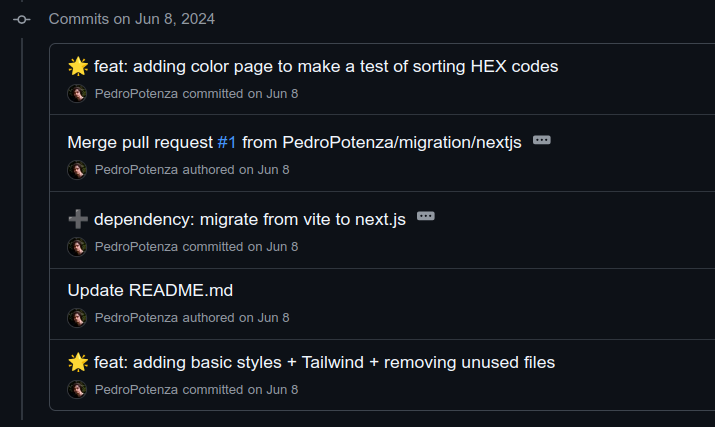 Commits on Jun 8, 2024
🌟 feat: adding color page to make a test of sorting HEX codes
PedroPotenza committed on Jun 8
Merge pull request #1 from PedroPotenza/migration/nextjs
PedroPotenza authored on Jun 8
➕ dependency: migrate from vite to next.js
PedroPotenza committed on Jun 8
Update README.md
PedroPotenza authored on Jun 8
🌟 feat: adding basic styles + Tailwind + removing unused files
PedroPotenza committed on Jun 8